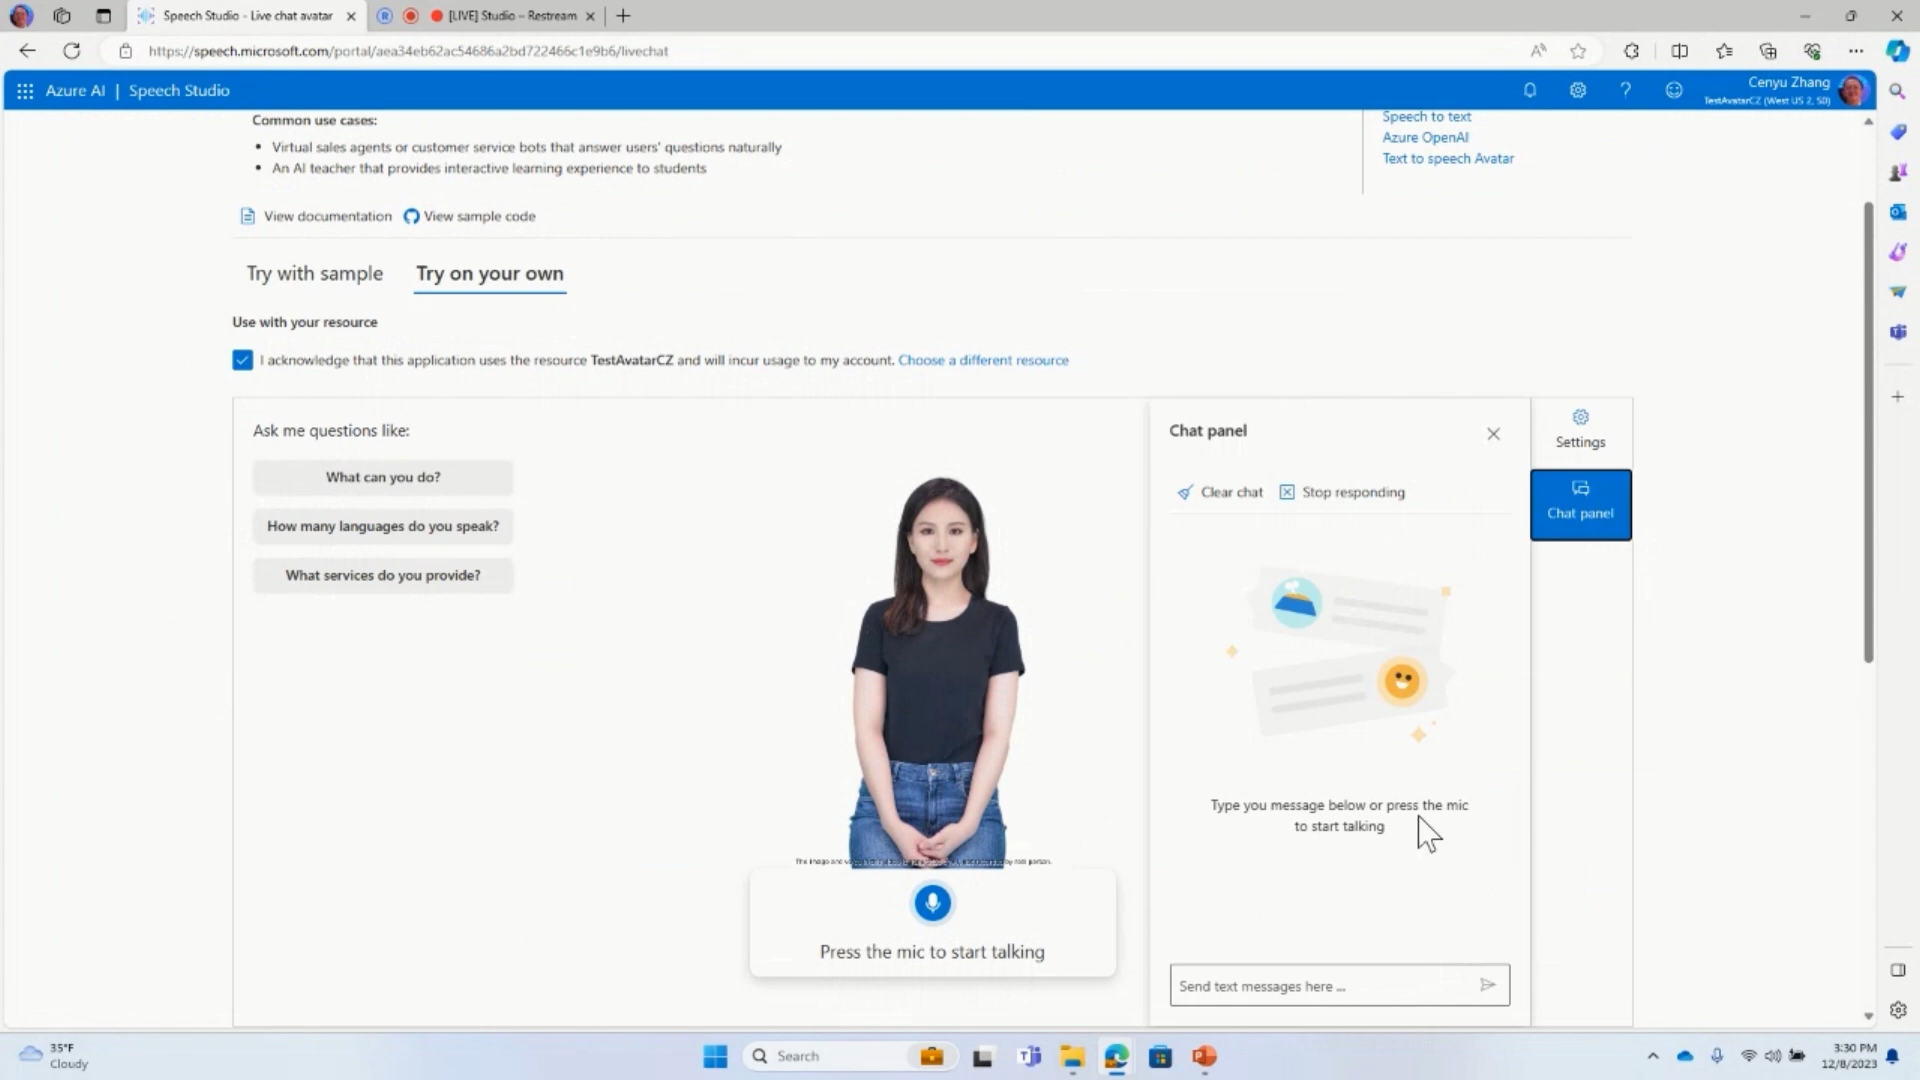 Speech Studio - Live chat avatar
[LIVE] Studio – Restream
https://speech.microsoft.com/portal/aea34eb62ac54686a2bd722466c1e9b6/livechat
Azure AI | Speech Studio
Cenyu Zhang
TestAvatarCZ (West US 2, S0)
Common use cases:
• Virtual sales agents or customer service bots that answer users' questions naturally
• An AI teacher that provides interactive learning experience to students
Speech to text
Azure OpenAI
Text to speech Avatar
View documentation
View sample code
Try with sample
Try on your own
Use with your resource
I acknowledge that this application uses the resource TestAvatarCZ and will incur usage to my account. Choose a different resource
Ask me questions like:
What can you do?
How many languages do you speak?
What services do you provide?
Press the mic to start talking
Chat panel
Clear chat
Stop responding
Type you message below or press the mic
to start talking
Send text messages here ...
Settings
Chat panel
35°F
Cloudy
Search
3:30 PM
12/8/2023